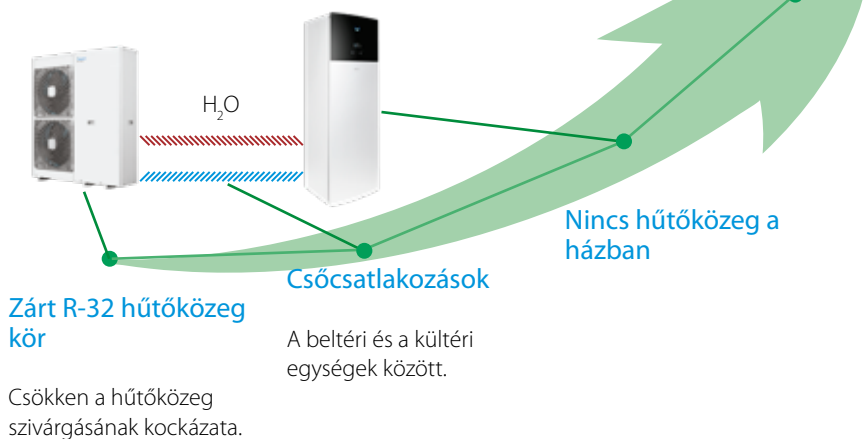 H₂O
Zárt R-32 hűtőközeg
kör
Csökken a hűtőközeg
szivárgásának kockázata.
Csőcsatlakozások
A beltéri és a kültéri
egységek között.
Nincs hűtőközeg a
házban